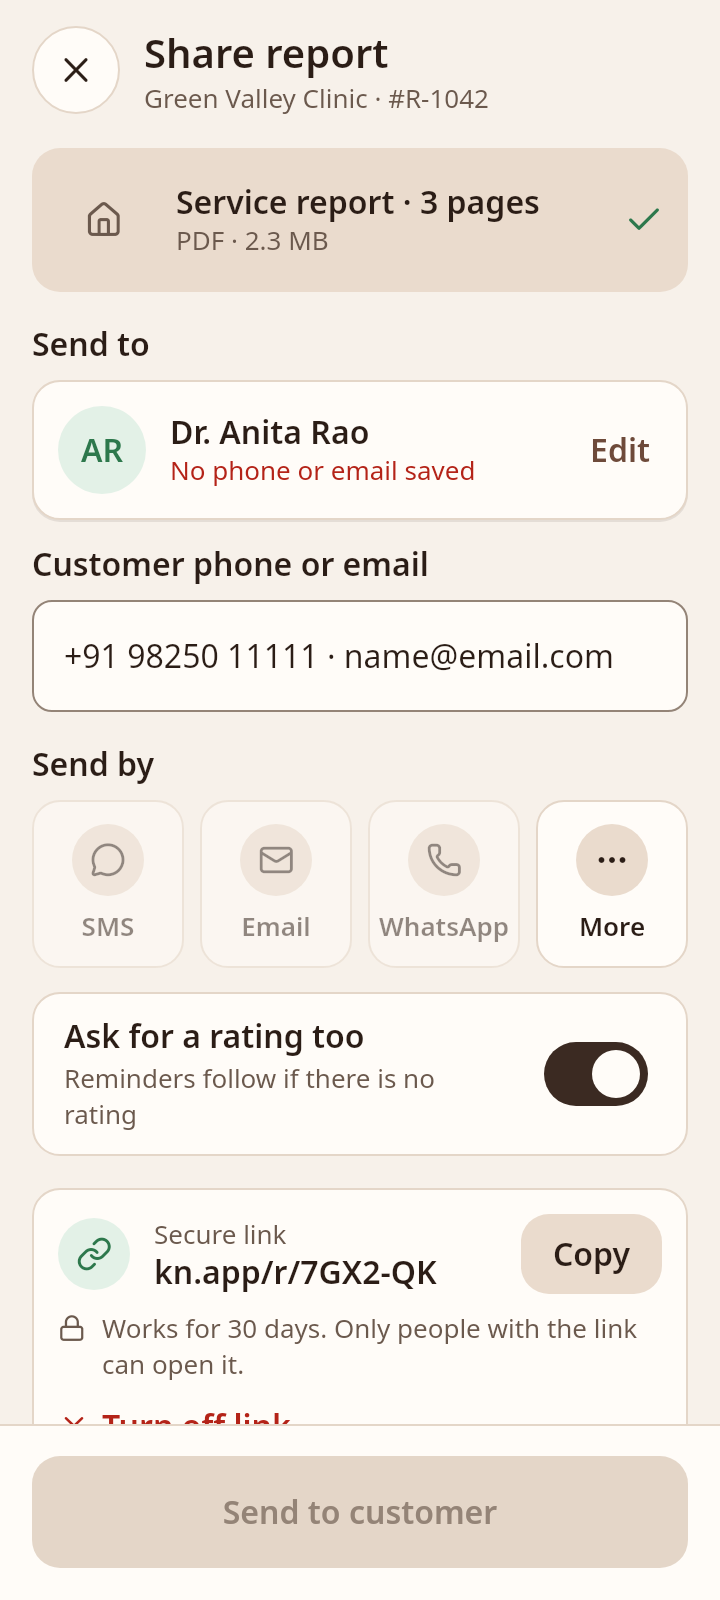 Share report
Green Valley Clinic · #R-1042
Service report · 3 pages
PDF · 2.3 MB
Send to
AR
Dr. Anita Rao
No phone or email saved
Edit
Customer phone or email
+91 98250 11111 · name@email.com
Send by
SMS
Email
WhatsApp
More
Ask for a rating too
Reminders follow if there is no
rating
Secure link
kn.app/r/7GX2-QK
Copy
Works for 30 days. Only people with the link
can open it.
Turn off link
Send to customer